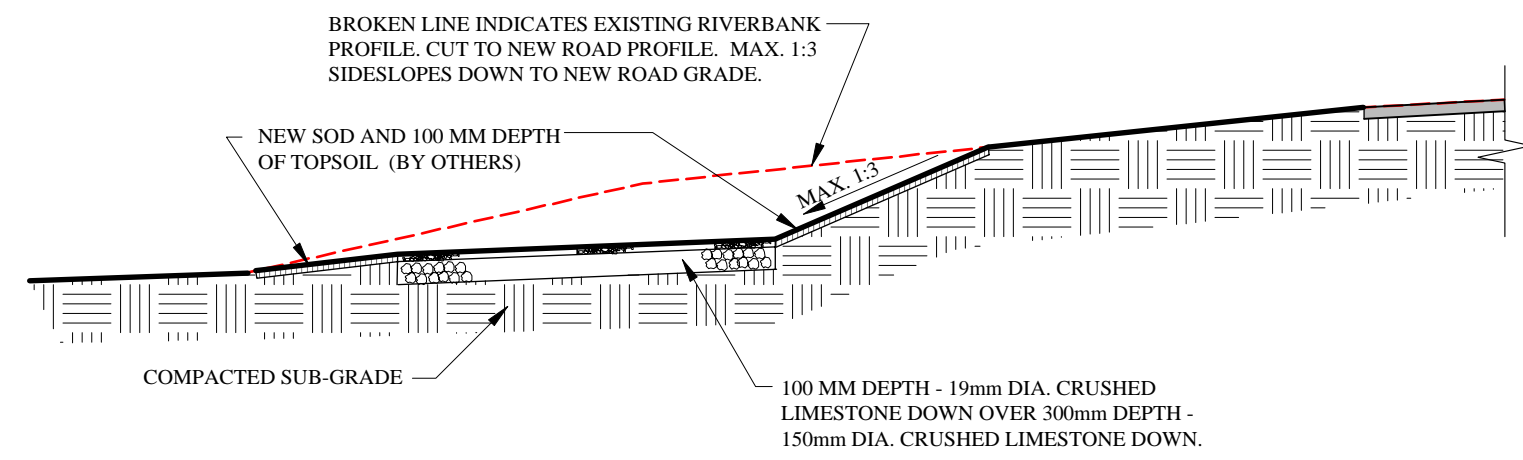 BROKEN LINE INDICATES EXISTING RIVERBANK
PROFILE. CUT TO NEW ROAD PROFILE. MAX. 1:3
SIDESLOPES DOWN TO NEW ROAD GRADE.
NEW SOD AND 100 MM DEPTH
OF TOPSOIL (BY OTHERS)
MAX. 1:3
COMPACTED SUB-GRADE
100 MM DEPTH - 19mm DIA. CRUSHED
LIMESTONE DOWN OVER 300mm DEPTH -
150mm DIA. CRUSHED LIMESTONE DOWN.